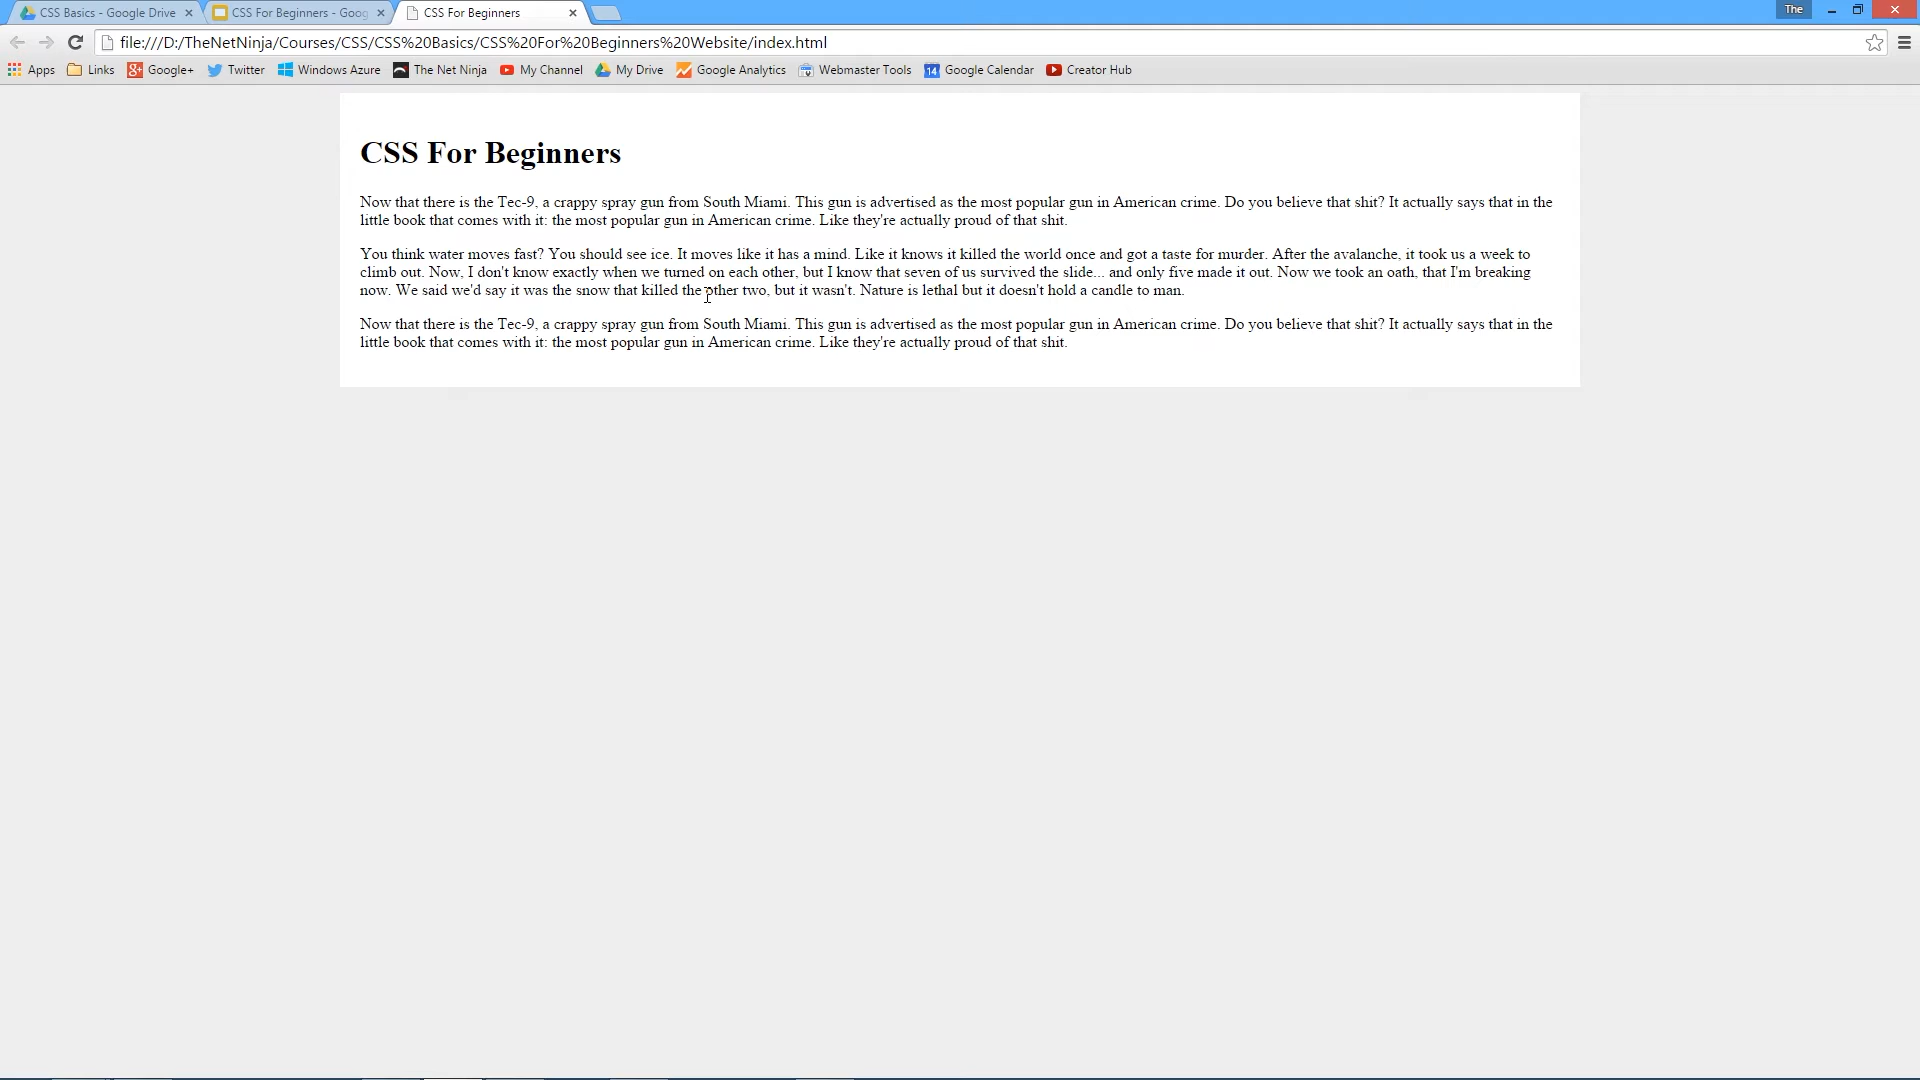 CSS Basics - Google Drive
CSS For Beginners - Goog
CSS For Beginners
The
file:///D:/TheNetNinja/Courses/CSS/CSS%20Basics/CSS%20For%20Beginners%20Website/index.html
Apps Links Google+ Twitter Windows Azure The Net Ninja My Channel My Drive Google Analytics Webmaster Tools 14 Google Calendar Creator Hub
CSS For Beginners
Now that there is the Tec-9, a crappy spray gun from South Miami. This gun is advertised as the most popular gun in American crime. Do you believe that shit? It actually says that in the
little book that comes with it: the most popular gun in American crime. Like they're actually proud of that shit.
You think water moves fast? You should see ice. It moves like it has a mind. Like it knows it killed the world once and got a taste for murder. After the avalanche, it took us a week to
climb out. Now, I don't know exactly when we turned on each other, but I know that seven of us survived the slide... and only five made it out. Now we took an oath, that I'm breaking
now. We said we'd say it was the snow that killed the other two, but it wasn't. Nature is lethal but it doesn't hold a candle to man.
Now that there is the Tec-9, a crappy spray gun from South Miami. This gun is advertised as the most popular gun in American crime. Do you believe that shit? It actually says that in the
little book that comes with it: the most popular gun in American crime. Like they're actually proud of that shit.